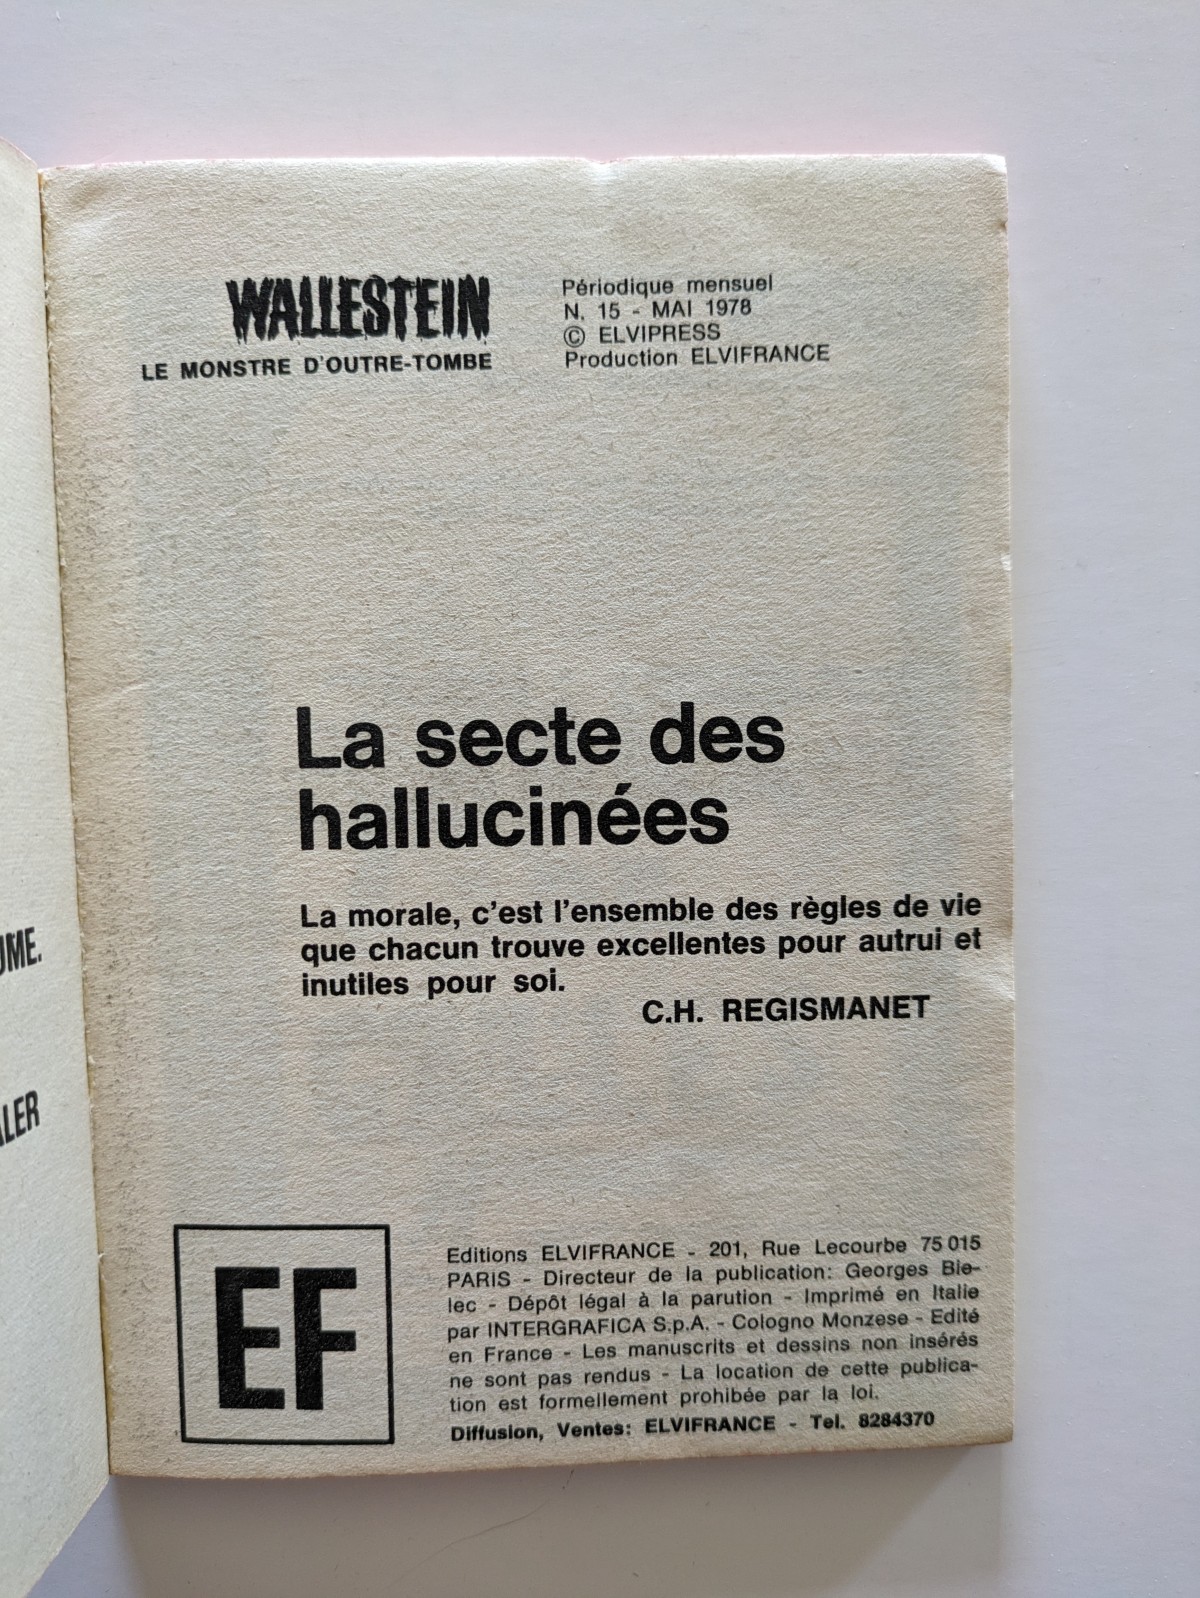 WALLESTEIN
LE MONSTRE D'OUTRE-TOMBE
Périodique mensuel
N. 15 - MAI 1978
© ELVIPRESS
Production ELVIFRANCE
La secte des
hallucinées
La morale, c'est l'ensemble des règles de vie
que chacun trouve excellentes pour autrui et
inutiles pour soi.
C.H. REGISMANET
EF
Editions ELVIFRANCE - 201, Rue Lecourbe 75 015
PARIS - Directeur de la publication: Georges Bie-
lec - Dépôt légal à la parution - Imprimé en Italie
par INTERGRAFICA S.p.A. - Cologno Monzese - Edité
en France - Les manuscrits et dessins non insérés
ne sont pas rendus - La location de cette publica-
tion est formellement prohibée par la loi.
Diffusion, Ventes: ELVIFRANCE - Tel. 8284370